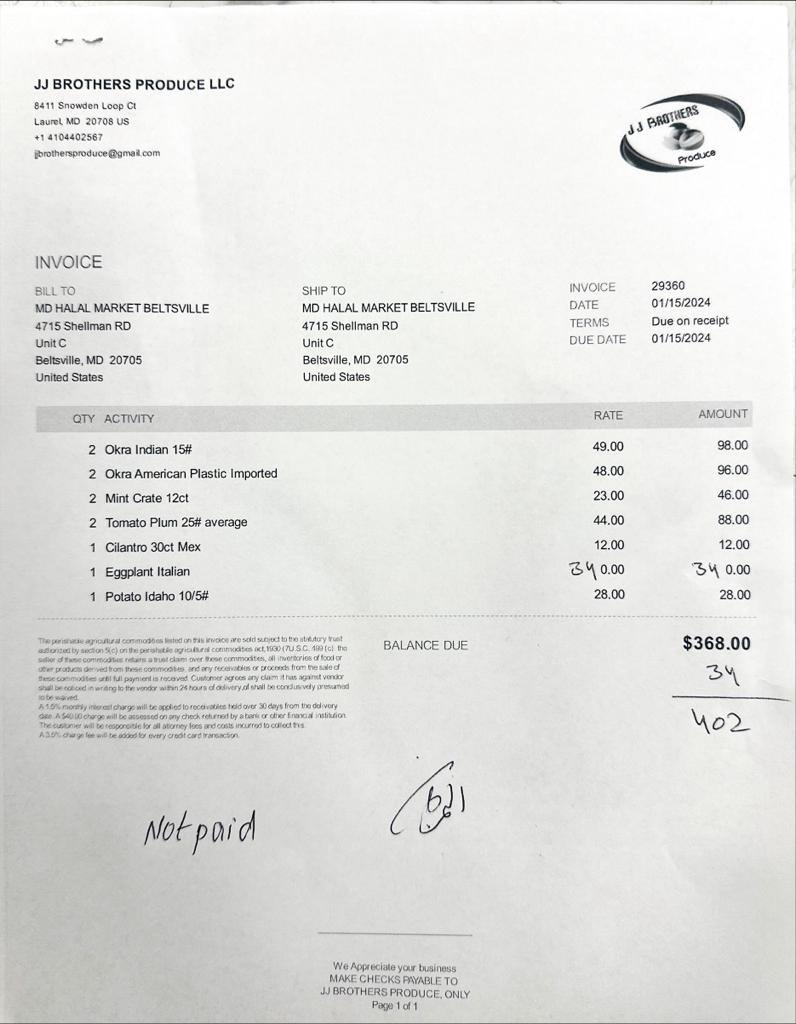 JJ BROTHERS PRODUCE LLC
8411 Snowden Loop Ct
Laurel, MD 20708 US
+1 4104402567
jjbrothersproduce@gmail.com
JJ BROTHERS
Produce
INVOICE
BILL TO
MD HALAL MARKET BELTSVILLE
4715 Shellman RD
Unit C
Beltsville, MD 20705
United States
SHIP TO
MD HALAL MARKET BELTSVILLE
4715 Shellman RD
Unit C
Beltsville, MD 20705
United States
INVOICE 29360
DATE 01/15/2024
TERMS Due on receipt
DUE DATE 01/15/2024
QTY ACTIVITY RATE AMOUNT
2 Okra Indian 15# 49.00 98.00
2 Okra American Plastic Imported 48.00 96.00
2 Mint Crate 12ct 23.00 46.00
2 Tomato Plum 25# average 44.00 88.00
1 Cilantro 30ct Mex 12.00 12.00
1 Eggplant Italian 34 0.00 34 0.00
1 Potato Idaho 10/5# 28.00 28.00
The perishable agricultural commodities listed on this invoice are sold subject to the statutory trust
authorized by section 5(c) on the perishable agricultural commodities act, 1930 (7U.S.C. 499 (c). the
seller of these commodities retains a trust claim over these commodities, all inventories of food or
other products derived from these commodities, and any receivables or proceeds from the sale of
these commodities until full payment is received. Customer agrees any claim it has against vendor
shall be noticed in writing to the vendor within 24 hours of delivery,of shall be conclusively presumed
to be waived.
A 1.5% monthly interest charge will be applied to receivables held over 30 days from the delivery
date. A $40.00 charge will be assessed on any check returned by a bank or other financial institution.
The customer will be responsible for all attorney fees and costs incurred to collect this.
A 3.5% charge fee will be added for every credit card transaction.
BALANCE DUE $368.00
34
402
Not paid
We Appreciate your business
MAKE CHECKS PAYABLE TO
JJ BROTHERS PRODUCE, ONLY
Page 1 of 1